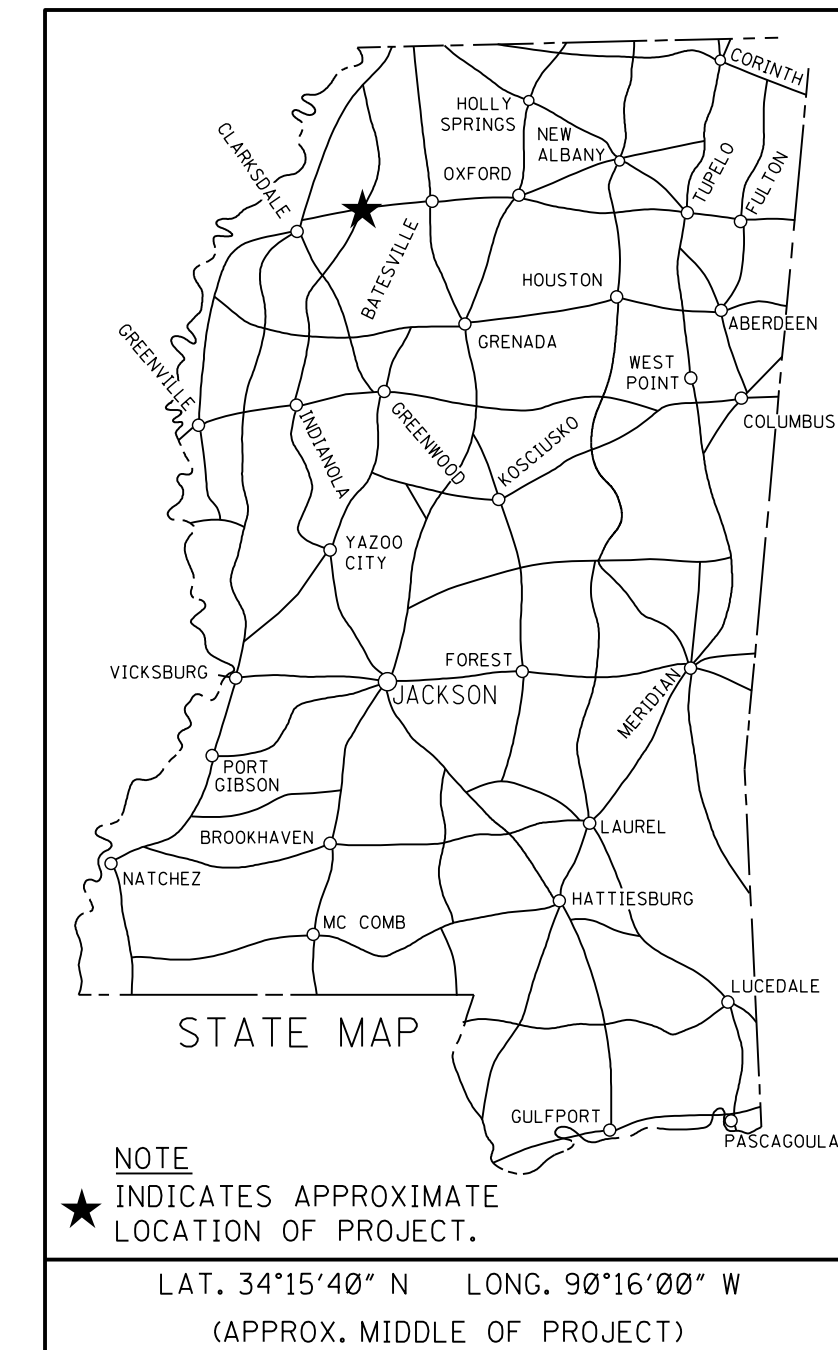 CORINTH
HOLLY
SPRINGS
NEW
ALBANY
CLARKSDALE
OXFORD
TUPELO
FULTON
BATESVILLE
HOUSTON
ABERDEEN
GREENVILLE
GRENADA
WEST
POINT
COLUMBUS
INDIANOLA
GREENWOOD
KOSCIUSKO
YAZOO
CITY
VICKSBURG
FOREST
JACKSON
MERIDIAN
PORT
GIBSON
BROOKHAVEN
LAUREL
NATCHEZ
HATTIESBURG
MC COMB
LUCEDALE
STATE MAP
GULFPORT
PASCAGOULA
NOTE
INDICATES APPROXIMATE
LOCATION OF PROJECT.
LAT. 34°15'40" N LONG. 90°16'00" W
(APPROX. MIDDLE OF PROJECT)